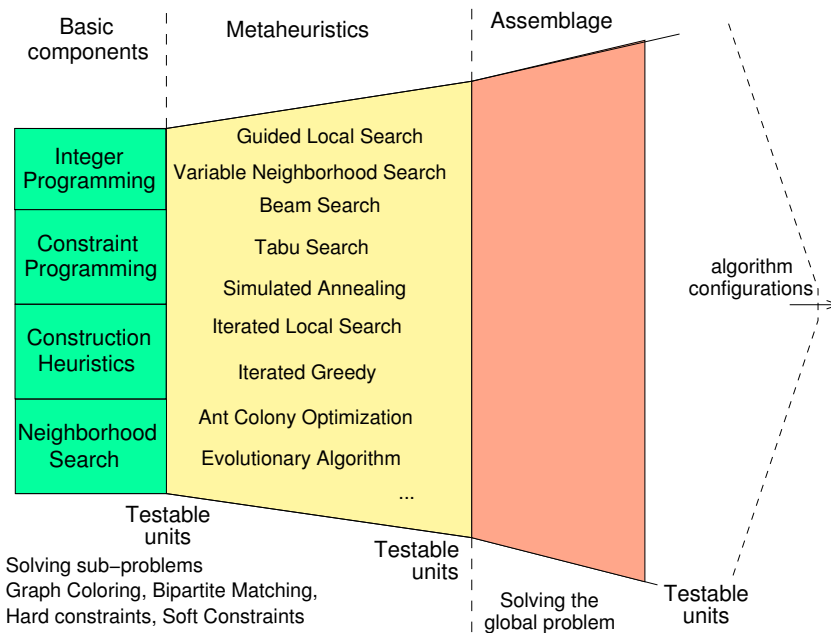 Basic
components
Metaheuristics
Assemblage
Integer
Programming
Constraint
Programming
Construction
Heuristics
Neighborhood
Search
Guided Local Search
Variable Neighborhood Search
Beam Search
Tabu Search
Simulated Annealing
Iterated Local Search
Iterated Greedy
Ant Colony Optimization
Evolutionary Algorithm
...
algorithm
configurations
Testable
units
Testable
units
Testable
units
Solving sub−problems
Graph Coloring, Bipartite Matching,
Hard constraints, Soft Constraints
Solving the
global problem